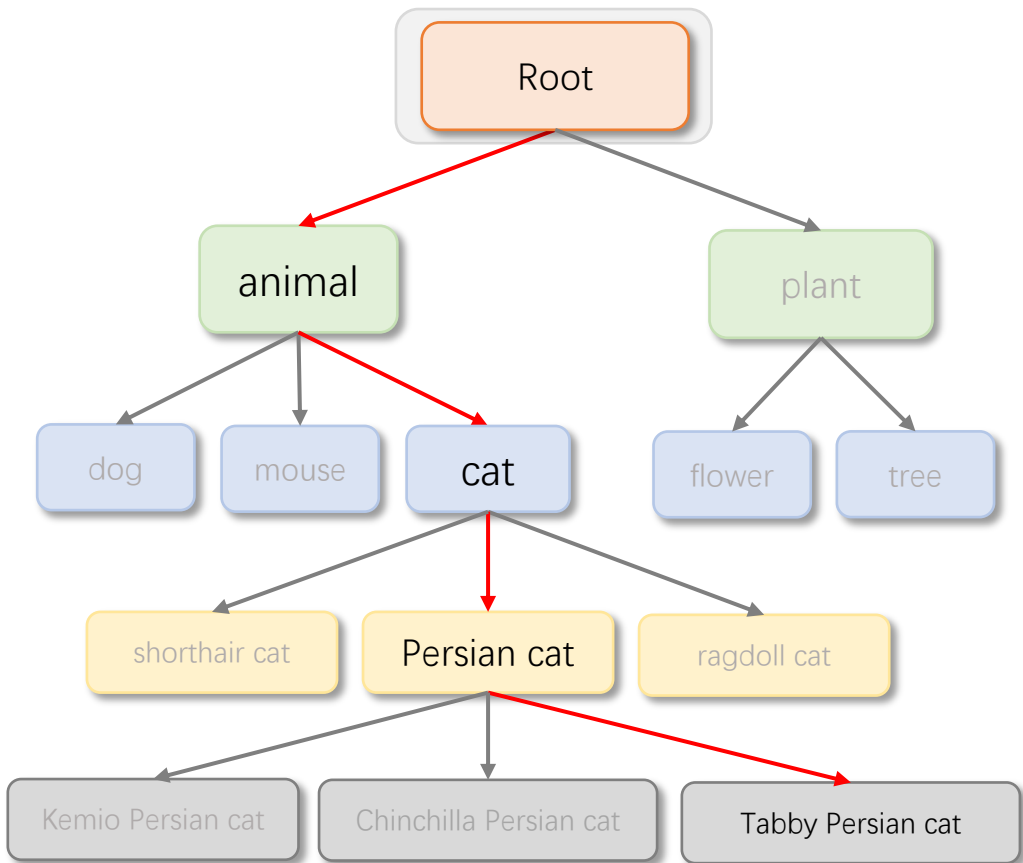 Root
animal
plant
dog
mouse
cat
flower
tree
shorthair cat
Persian cat
ragdoll cat
Kemio Persian cat
Chinchilla Persian cat
Tabby Persian cat